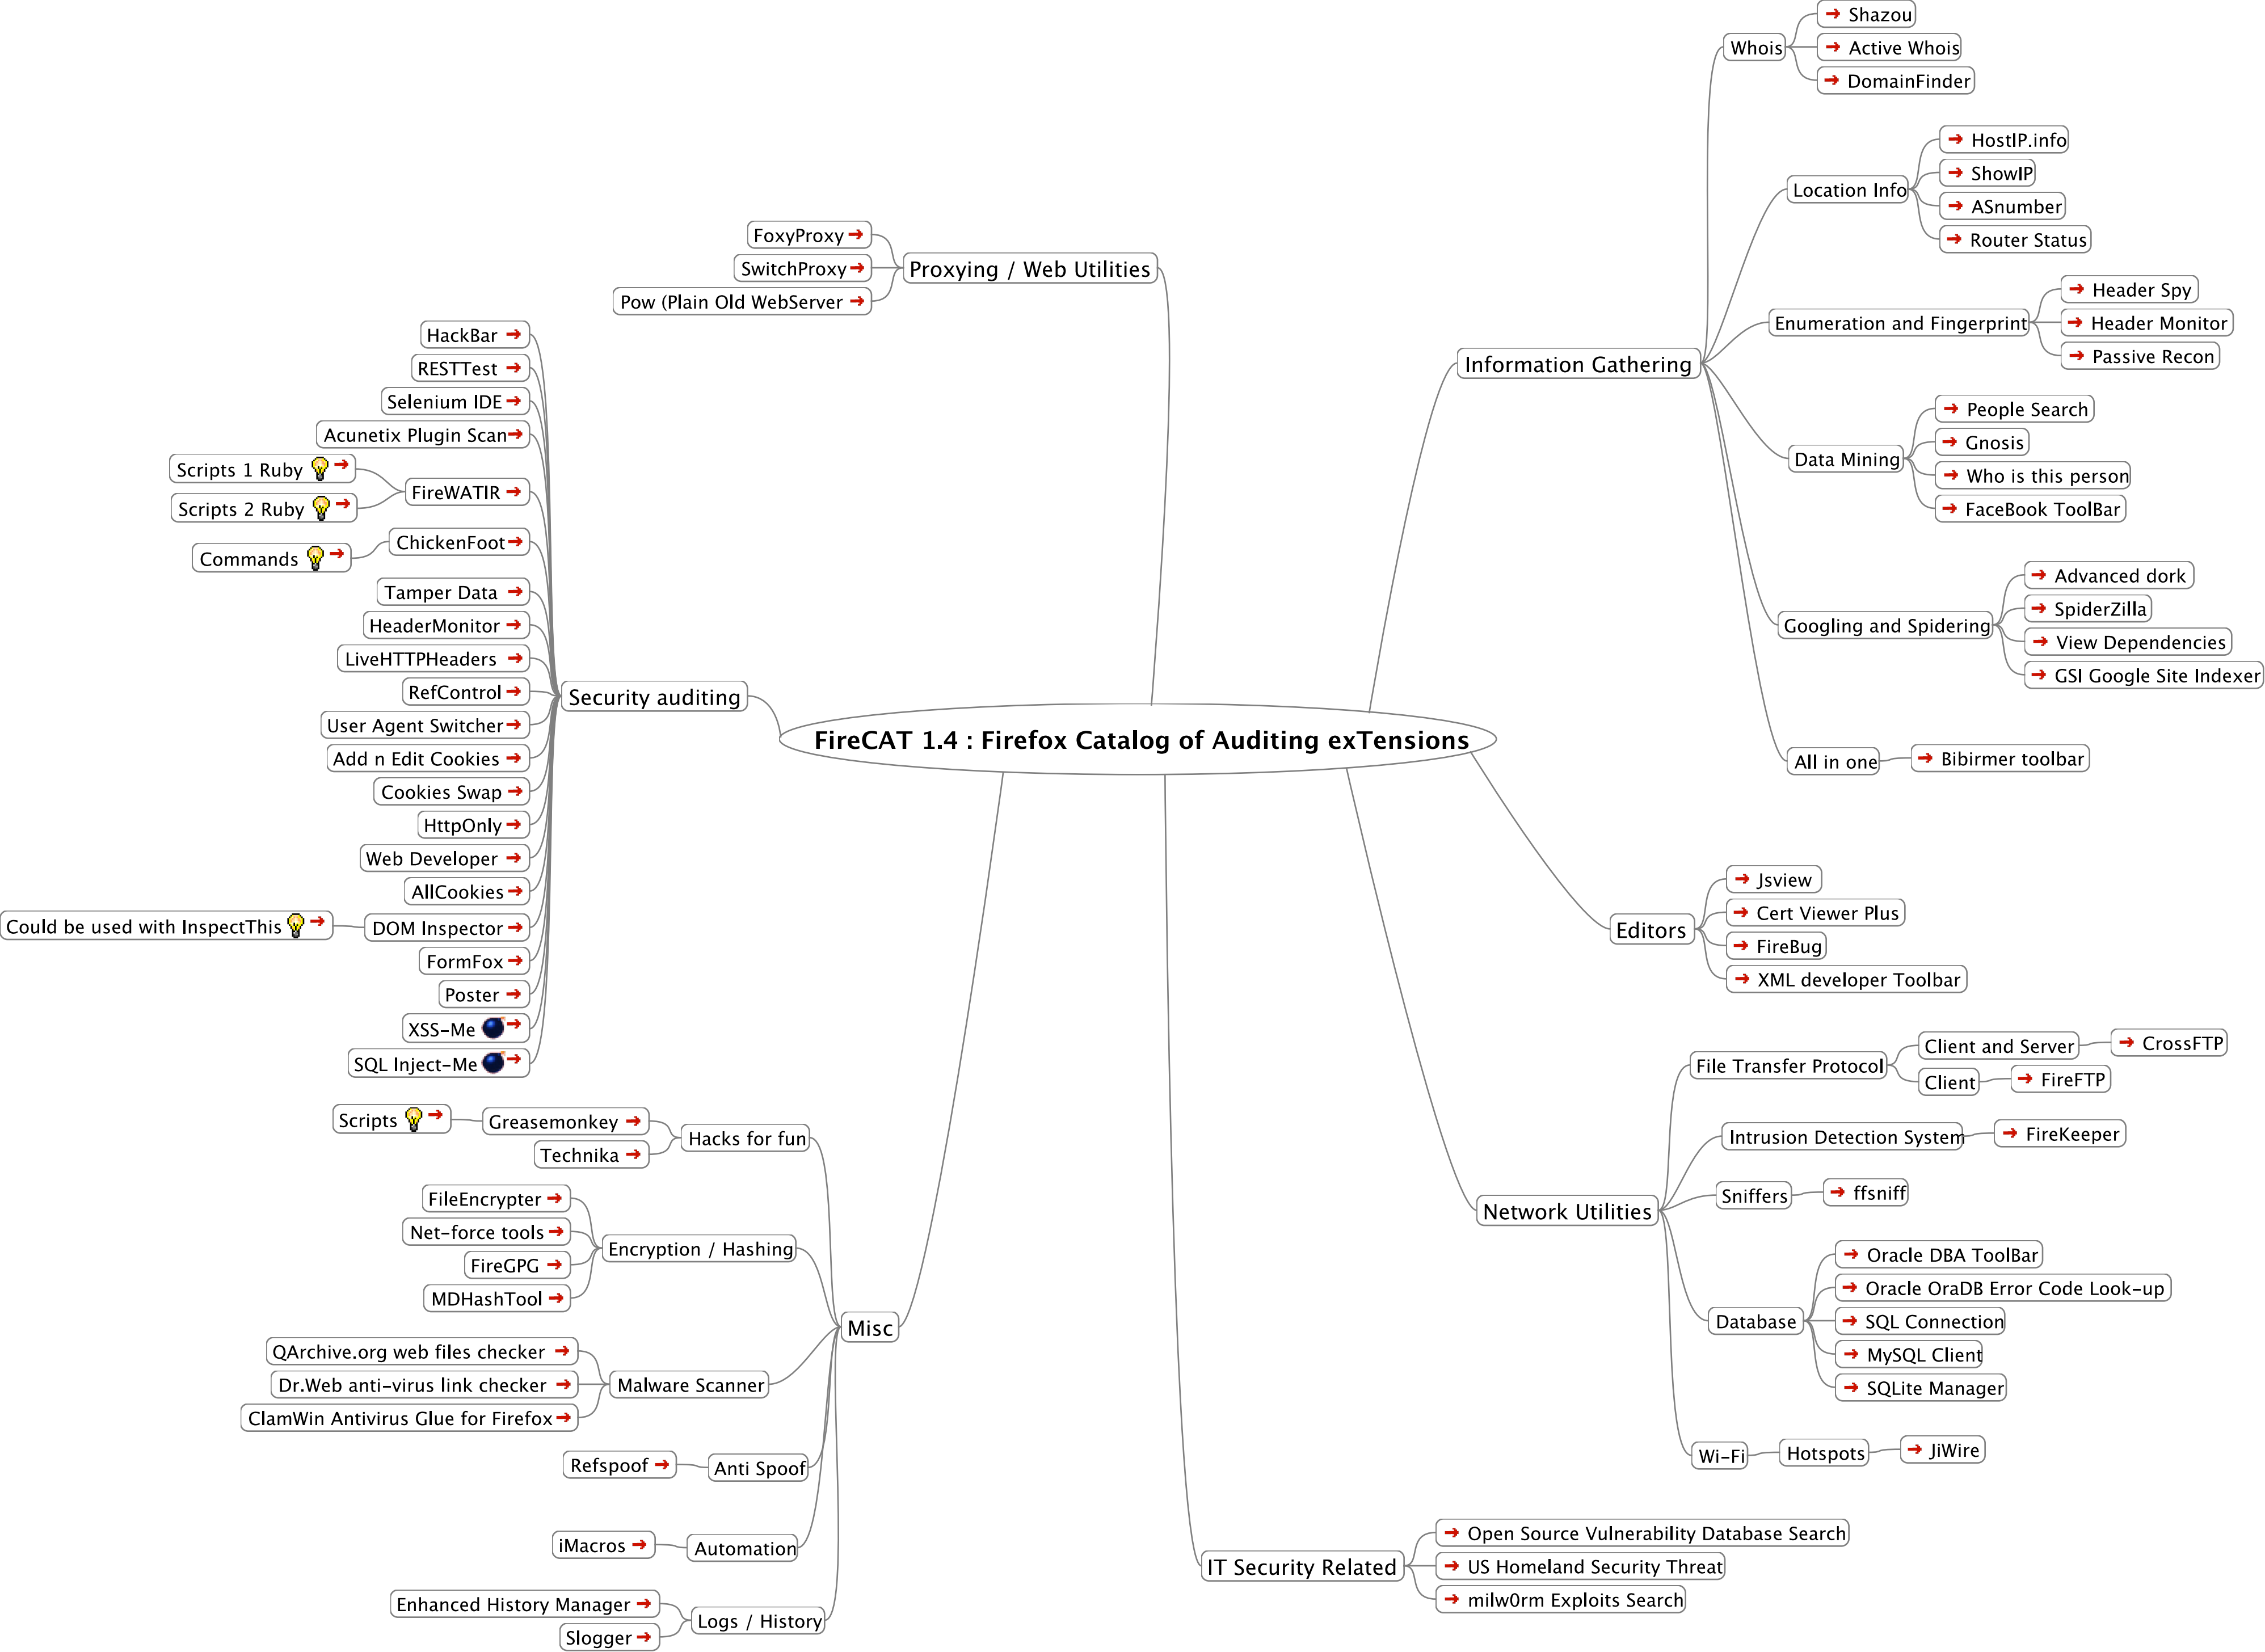 FireCAT 1.4 : Firefox Catalog of Auditing exTensions
Information Gathering
Whois
Shazou
Active Whois
DomainFinder
Location Info
HostIP.info
ShowIP
ASnumber
Router Status
Enumeration and Fingerprint
Header Spy
Header Monitor
Passive Recon
Data Mining
People Search
Gnosis
Who is this person
FaceBook ToolBar
Googling and Spidering
Advanced dork
SpiderZilla
View Dependencies
GSI Google Site Indexer
All in one
Bibirmer toolbar
Editors
Jsview
Cert Viewer Plus
FireBug
XML developer Toolbar
Network Utilities
File Transfer Protocol
Client and Server
CrossFTP
Client
FireFTP
Intrusion Detection System
FireKeeper
Sniffers
ffsniff
Database
Oracle DBA ToolBar
Oracle OraDB Error Code Look-up
SQL Connection
MySQL Client
SQLite Manager
Wi-Fi
Hotspots
JiWire
IT Security Related
Open Source Vulnerability Database Search
US Homeland Security Threat
milw0rm Exploits Search
Proxying / Web Utilities
FoxyProxy
SwitchProxy
Pow (Plain Old WebServer
Security auditing
HackBar
RESTTest
Selenium IDE
Acunetix Plugin Scan
FireWATIR
Scripts 1 Ruby
Scripts 2 Ruby
ChickenFoot
Commands
Tamper Data
HeaderMonitor
LiveHTTPHeaders
RefControl
User Agent Switcher
Add n Edit Cookies
Cookies Swap
HttpOnly
Web Developer
AllCookies
DOM Inspector
Could be used with InspectThis
FormFox
Poster
XSS-Me
SQL Inject-Me
Misc
Hacks for fun
Greasemonkey
Scripts
Technika
Encryption / Hashing
FileEncrypter
Net-force tools
FireGPG
MDHashTool
Malware Scanner
QArchive.org web files checker
Dr.Web anti-virus link checker
ClamWin Antivirus Glue for Firefox
Anti Spoof
Refspoof
Automation
iMacros
Logs / History
Enhanced History Manager
Slogger